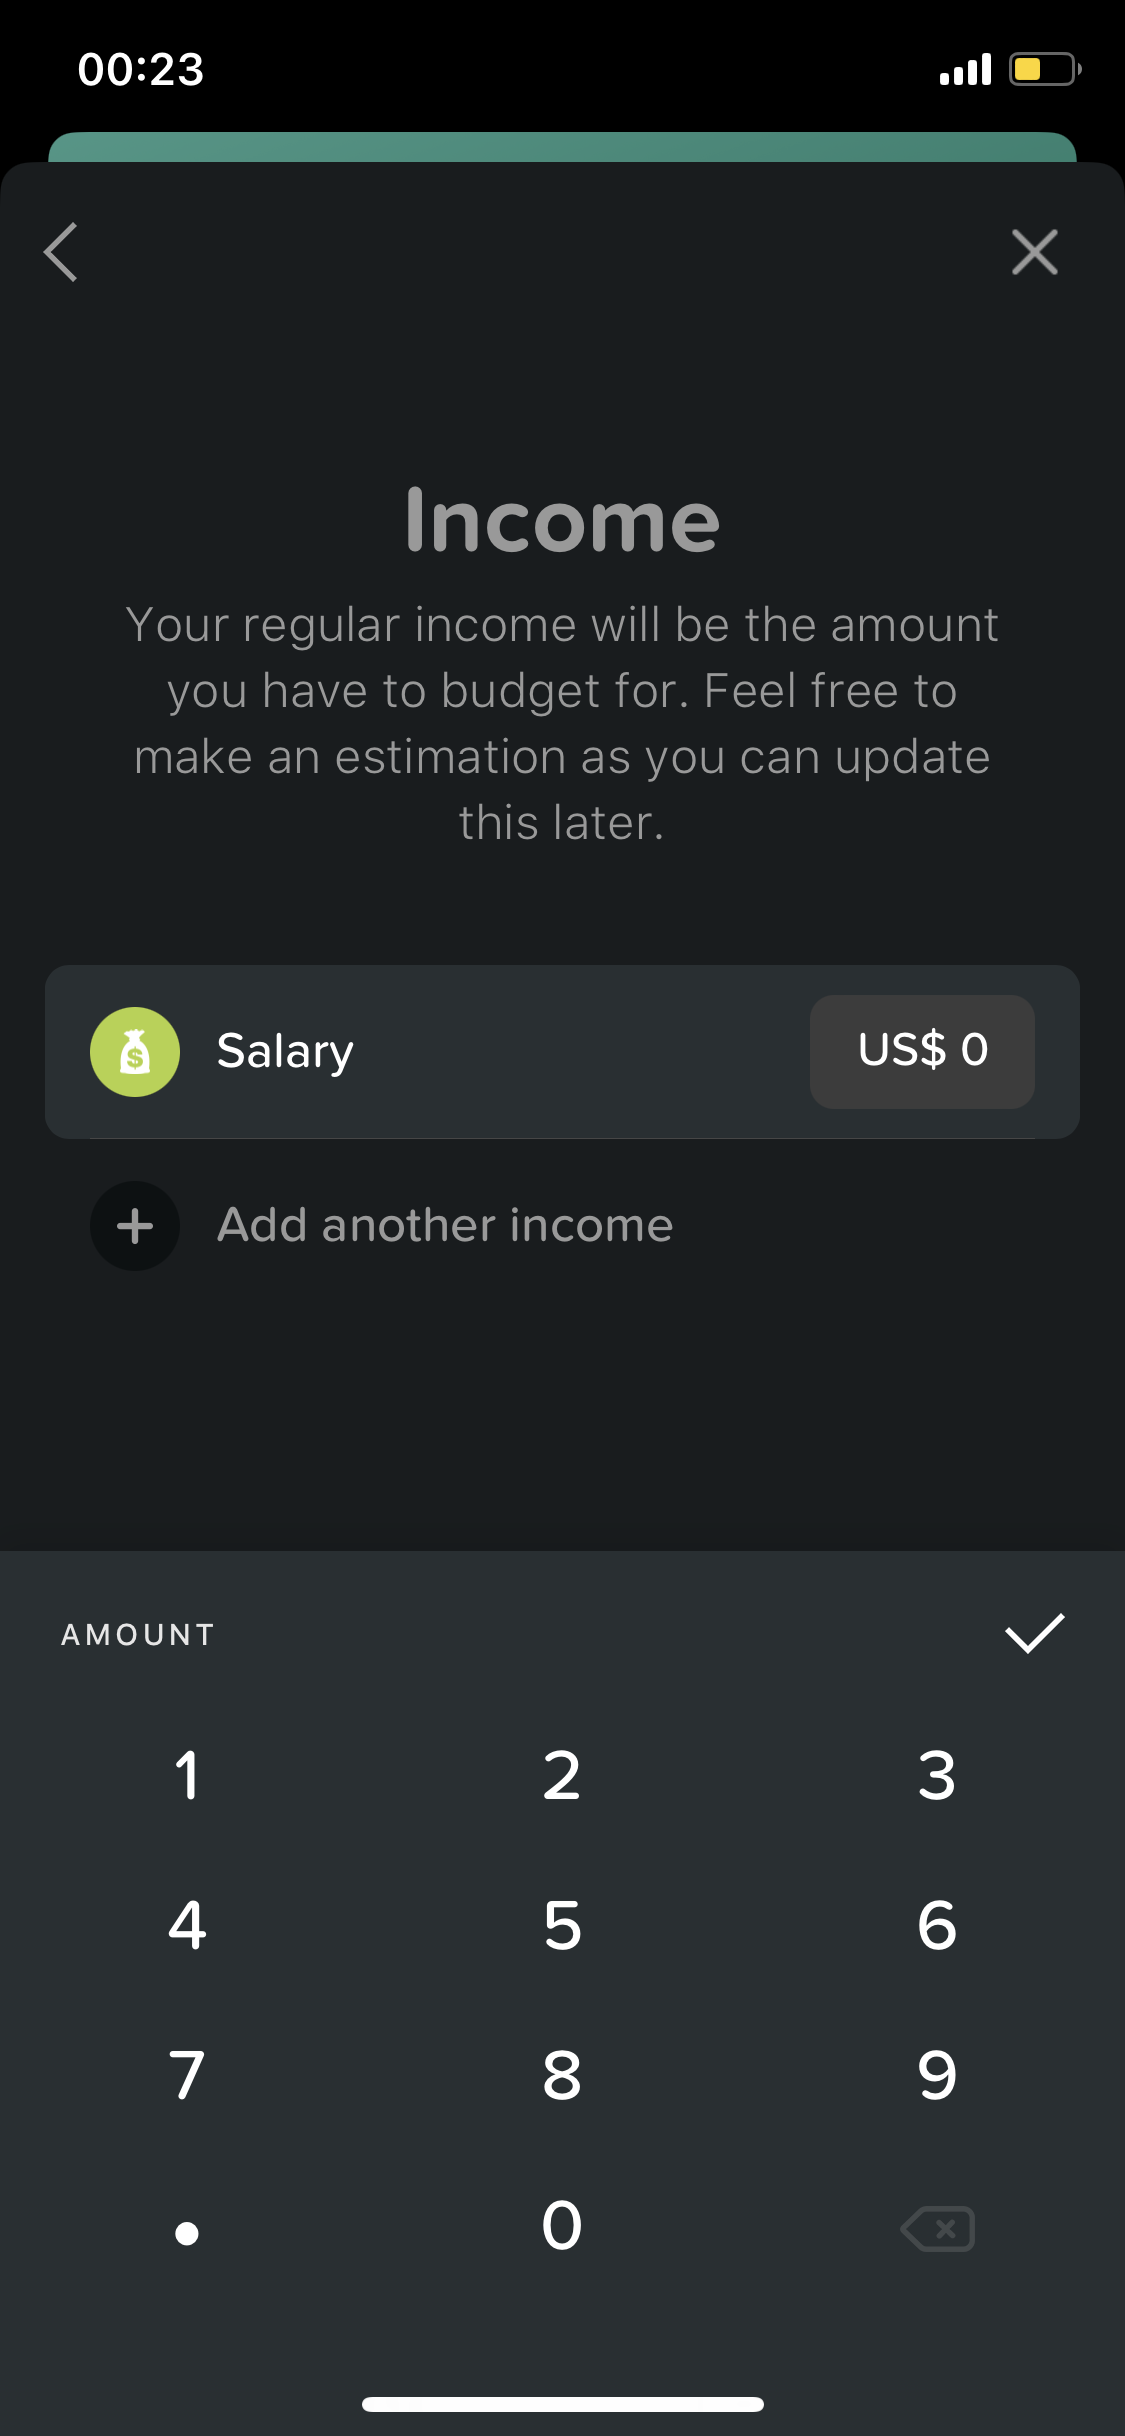 00:23
Income
Your regular income will be the amount
you have to budget for. Feel free to
make an estimation as you can update
this later.
Salary
US$ 0
Add another income
AMOUNT
1 2 3
4 5 6
7 8 9
. 0